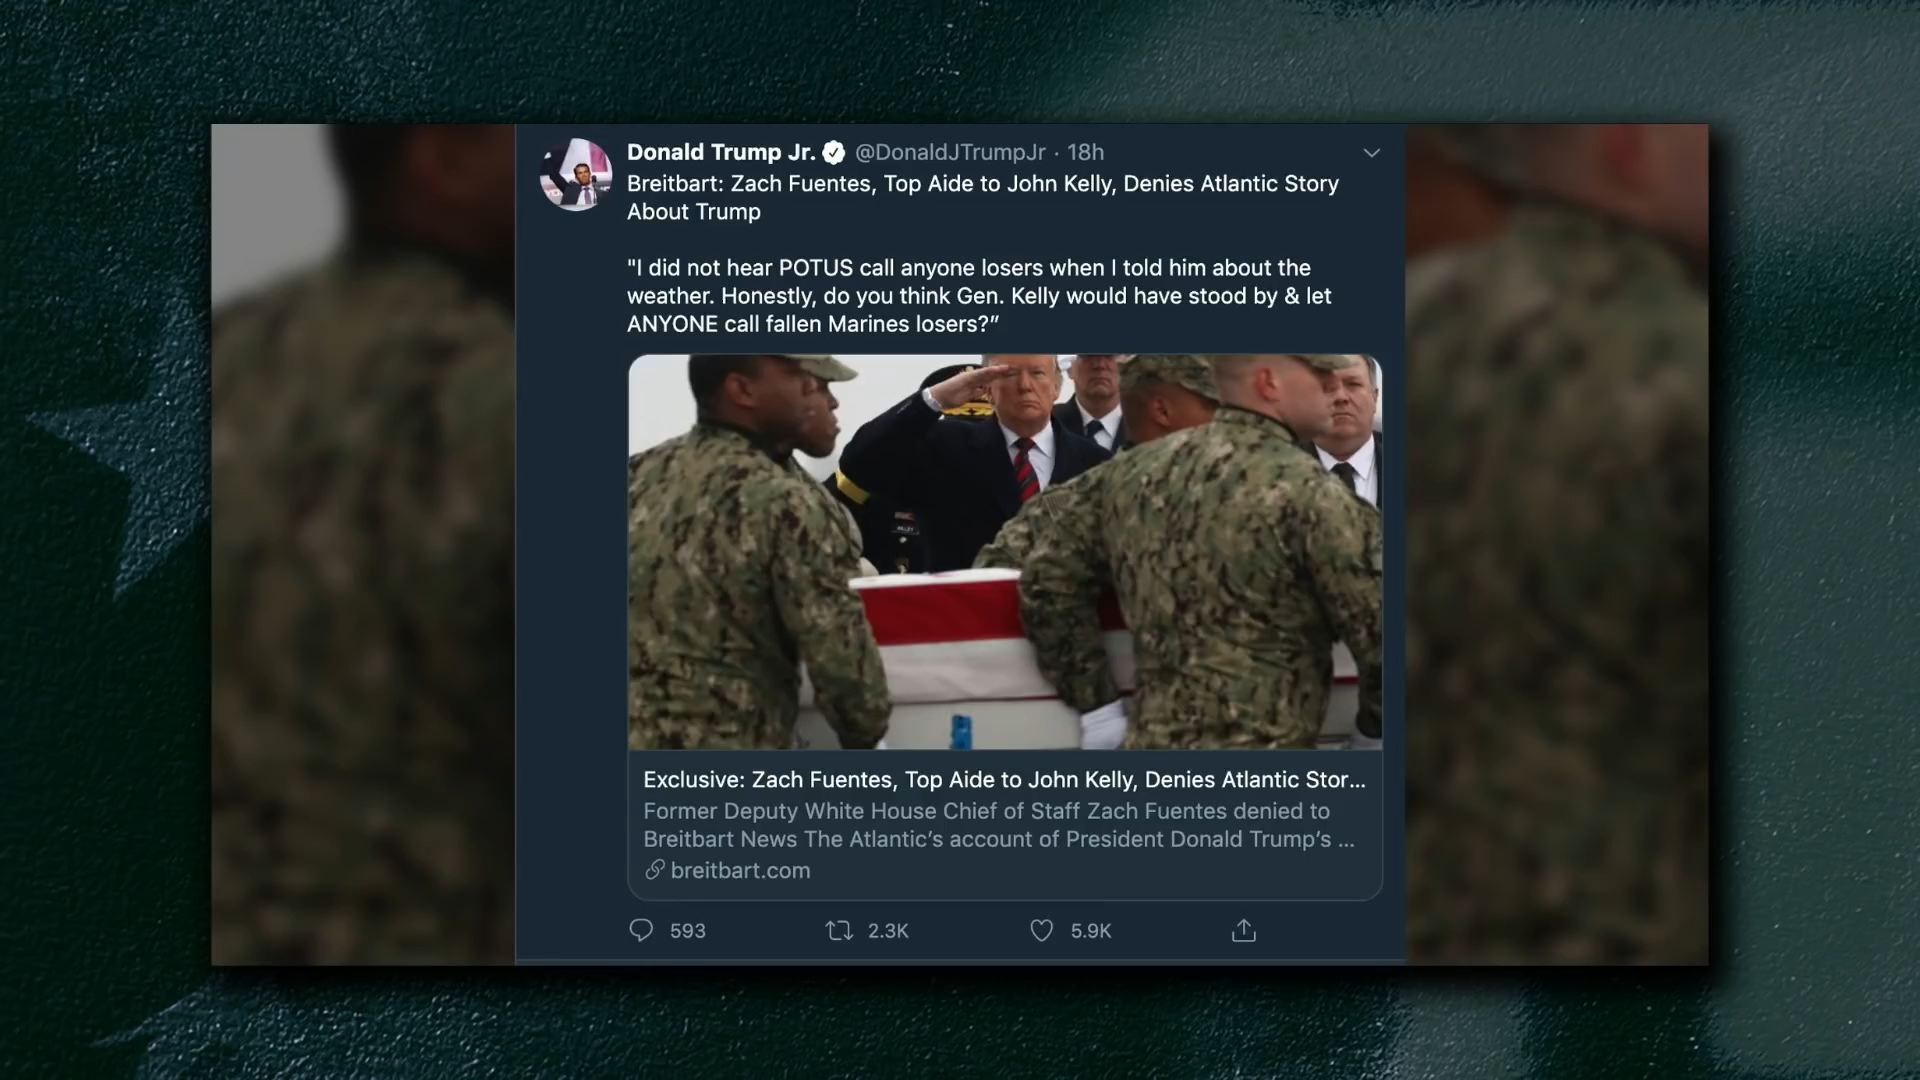 Donald Trump Jr. @DonaldJTrumpJr · 18h
Breitbart: Zach Fuentes, Top Aide to John Kelly, Denies Atlantic Story
About Trump
"I did not hear POTUS call anyone losers when I told him about the
weather. Honestly, do you think Gen. Kelly would have stood by & let
ANYONE call fallen Marines losers?”
Exclusive: Zach Fuentes, Top Aide to John Kelly, Denies Atlantic Stor...
Former Deputy White House Chief of Staff Zach Fuentes denied to
Breitbart News The Atlantic’s account of President Donald Trump’s ...
breitbart.com
593 2.3K 5.9K